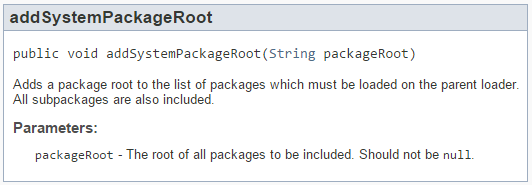 addSystemPackageRoot
public void addSystemPackageRoot(String packageRoot)
Adds a package root to the list of packages which must be loaded on the parent loader.
All subpackages are also included.
Parameters:
packageRoot - The root of all packages to be included. Should not be null.